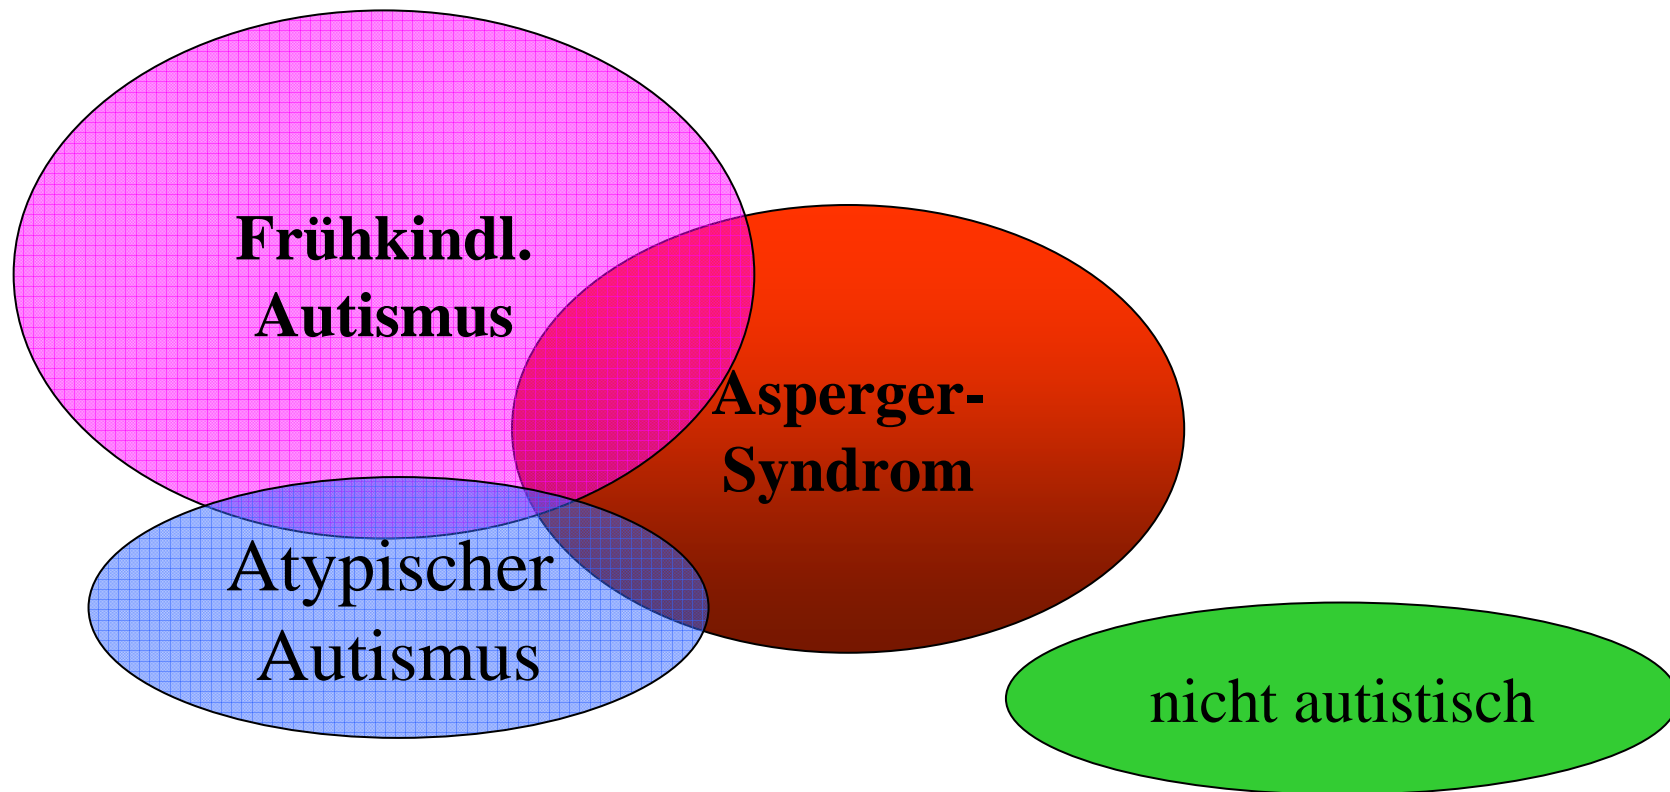 Frühkindl.
Autismus
Asperger-
Syndrom
Atypischer
Autismus
nicht autistisch